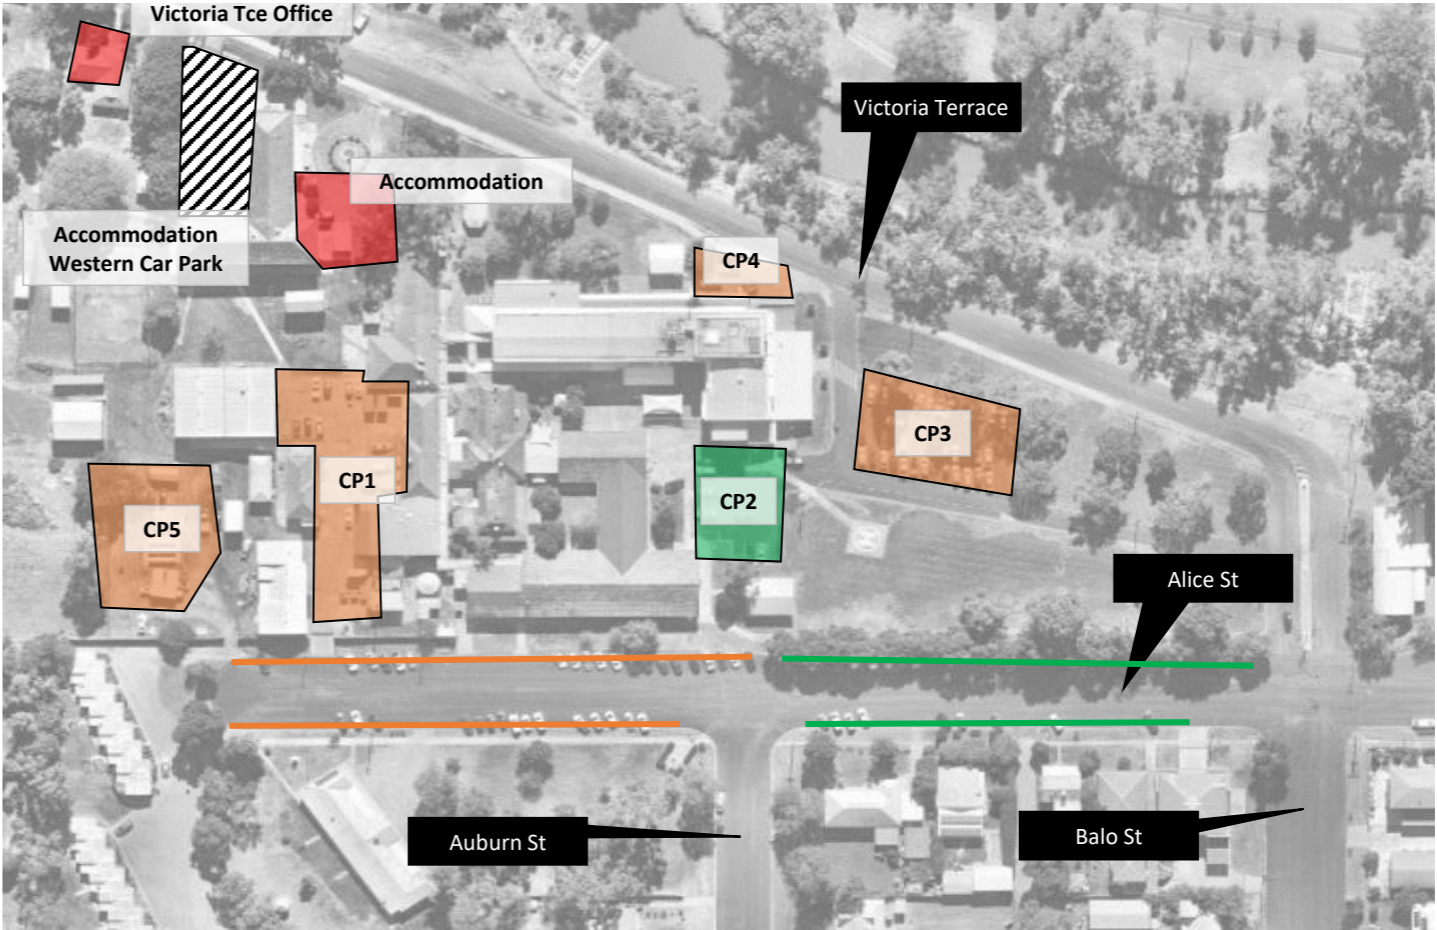 Victoria Tce Office
Victoria Terrace
Accommodation
Accommodation
Western Car Park
CP4
CP3
CP1
CP2
CP5
Alice St
Auburn St
Balo St